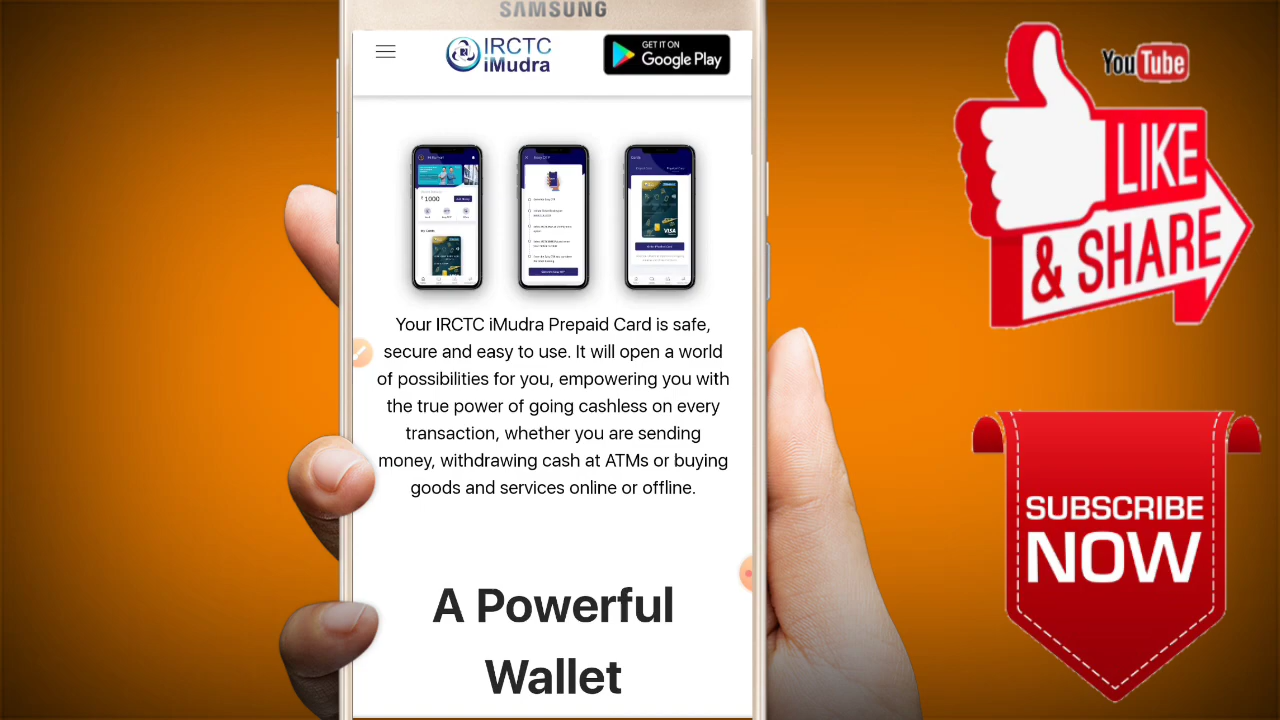 SAMSUNG
IRCTC
iMudra
GET IT ON
Google Play
₹ 1000
VISA
Your IRCTC iMudra Prepaid Card is safe,
secure and easy to use. It will open a world
of possibilities for you, empowering you with
the true power of going cashless on every
transaction, whether you are sending
money, withdrawing cash at ATMs or buying
goods and services online or offline.
A Powerful
Wallet
YouTube
LIKE
& SHARE
SUBSCRIBE
NOW